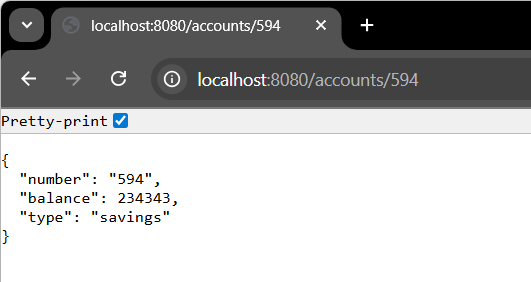 localhost:8080/accounts/594
localhost:8080/accounts/594
Pretty-print
{
  "number": "594",
  "balance": 234343,
  "type": "savings"
}